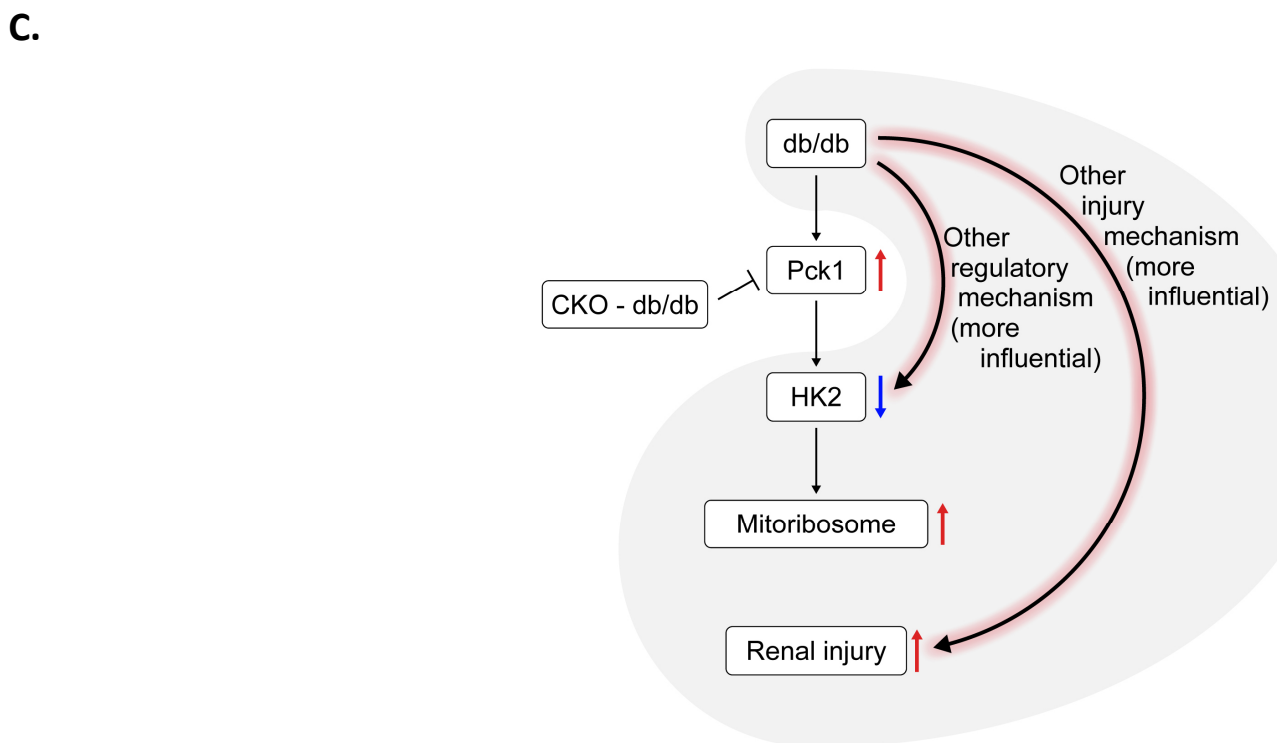 C.
db/db
Other
injury
mechanism
(more
influential)
Other
regulatory
mechanism
(more
influential)
Pck1
CKO - db/db
HK2
Mitoribosome
Renal injury